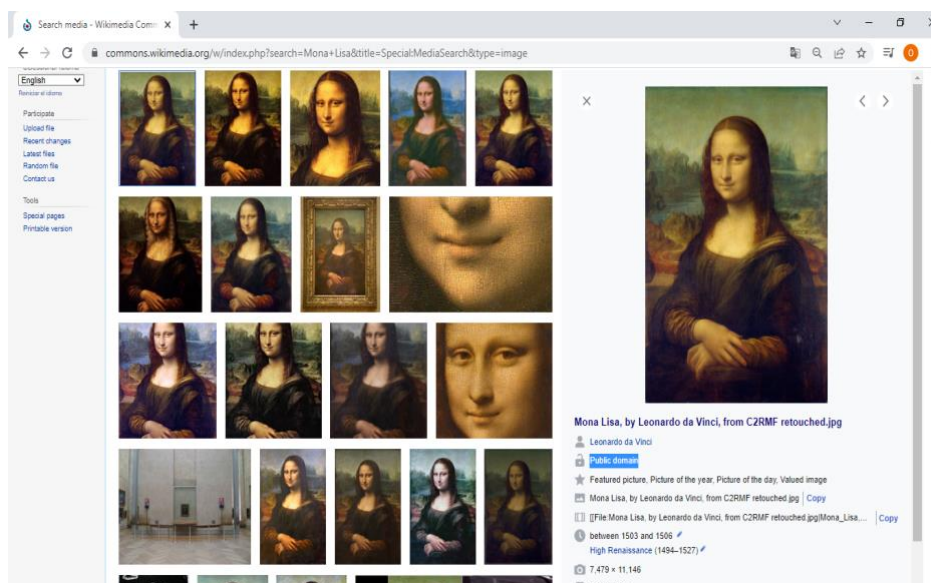 Search media - Wikimedia Com
commons.wikimedia.org/w/index.php?search=Mona+Lisa&title=Special:MediaSearch&type=image
O
English
Reiniciar el idioma
Participate
Upload file
Recent changes
Latest files
Random file
Contact us
Tools
Special pages
Printable version
Mona Lisa, by Leonardo da Vinci, from C2RMF retouched.jpg
Leonardo da Vinci
Public domain
Featured picture, Picture of the year, Picture of the day, Valued image
Mona Lisa, by Leonardo da Vinci, from C2RMF retouched.jpg Copy
[[File:Mona Lisa, by Leonardo da Vinci, from C2RMF retouched.jpg|Mona_Lisa,... Copy
between 1503 and 1506
High Renaissance (1494–1527)
7,479 × 11,146